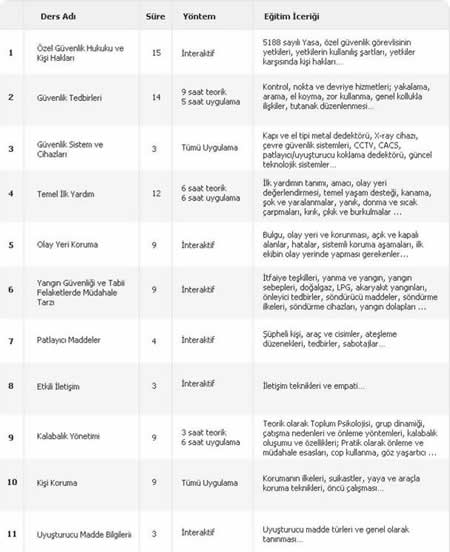 Ders Adı Süre Yöntem Eğitim İçeriği
1 Özel Güvenlik Hukuku ve Kişi Hakları 15 İnteraktif
5188 sayılı Yasa, özel güvenlik görevlisinin
yetkileri, yetkilerin kullanılış şartları, yetkiler
karşısında kişi hakları...
2 Güvenlik Tedbirleri 14 9 saat teorik
5 saat uygulama
Kontrol, nokta ve devriye hizmetleri; yakalama,
arama, el koyma, zor kullanma, genel kollukla
ilişkiler, tutanak düzenlenmesi...
3 Güvenlik Sistem ve
Cihazları 3 Tümü Uygulama
Kapı ve el tipi metal dedektörü, X-ray cihazı,
çevre güvenlik sistemleri, CCTV, CACS,
patlayıcı/uyuşturucu koklama dedektörü, güncel
teknolojik sistemler...
4 Temel İlk Yardım 12 6 saat teorik
6 saat uygulama
İlk yardımın tanımı, amacı, olay yeri
değerlendirmesi, temel yaşam desteği, kanama,
şok ve yaralanmalar, yanık, donma ve sıcak
çarpmaları, kırık, çıkık ve burkulmalar ...
5 Olay Yeri Koruma 9 İnteraktif
Bulgu, olay yeri ve korunması, açık ve kapalı
alanlar, hatalar, sistemli koruma aşamaları, ilk
ekibin olay yerinde yapması gerekenler...
6 Yangın Güvenliği ve Tabii
Felaketlerde Müdahale
Tarzı 9 İnteraktif
İtfaiye teşkilleri, yanma ve yangın, yangın
sebepleri, doğalgaz, LPG, akaryakıt yangınları,
önleyici tedbirler, söndürücü maddeler, söndürme
ilkeleri, söndürme cihazları, yangın dolapları ...
7 Patlayıcı Maddeler 4 İnteraktif
Şüpheli kişi, araç ve cisimler, ateşleme
düzenekleri, tedbirler, sabotajlar...
8 Etkili İletişim 3 İnteraktif
İletişim teknikleri ve empati...
9 Kalabalık Yönetimi 9 3 saat teorik
6 saat uygulama
Teorik olarak Toplum Psikolojisi, grup dinamiği,
çatışma nedenleri ve önleme yöntemleri, kalabalık
oluşumu ve özellikleri; Pratik olarak önleme ve
müdahale esasları, cop kullanma, göz yaşartıcı ...
10 Kişi Koruma 9 Tümü Uygulama
Korumanın ilkeleri, suikastler, yaya ve araçla
koruma teknikleri, öncü çalışması...
11 Uyuşturucu Madde Bilgilerii 3 İnteraktif
Uyuşturucu madde türleri ve genel olarak
tanınması...